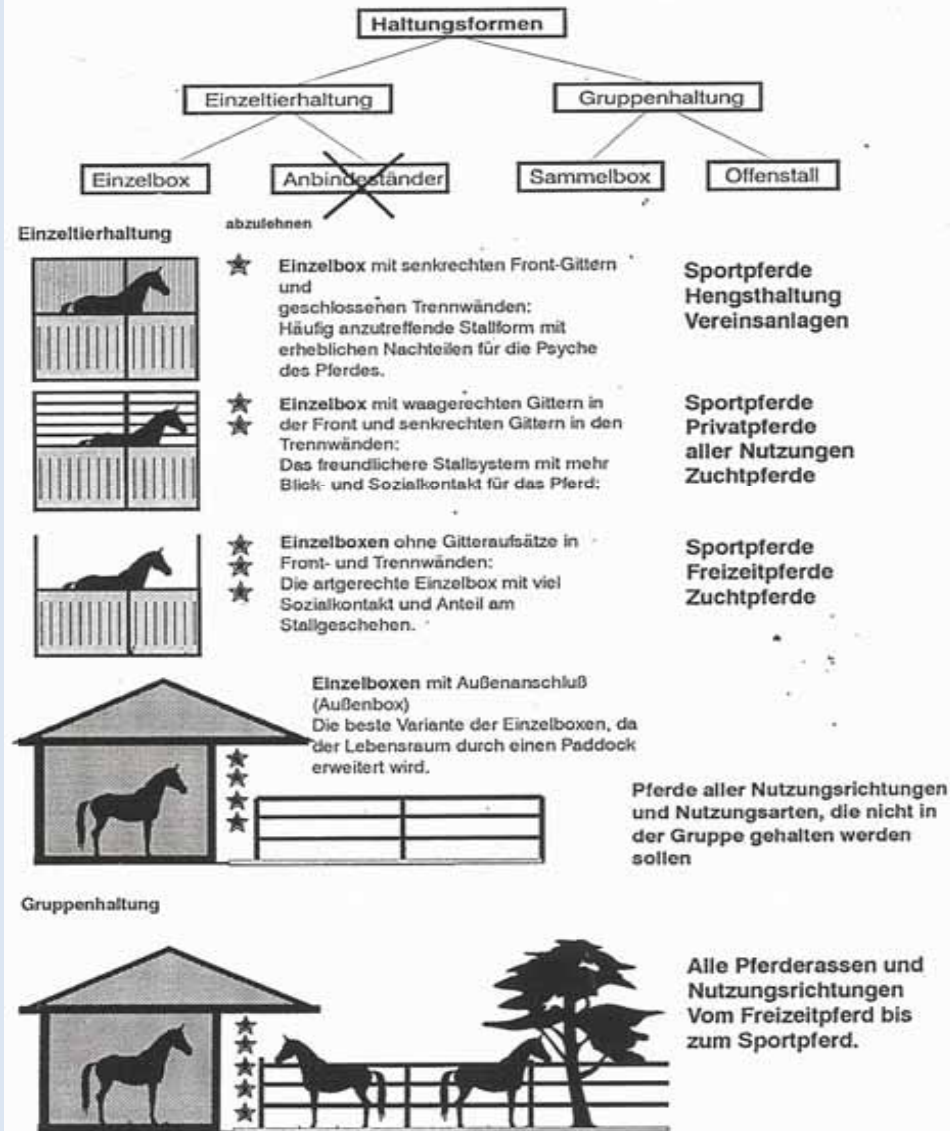 Haltungsformen
Einzeltierhaltung
Gruppenhaltung
Einzelbox
Anbindeständer
Sammelbox
Offenstall
abzulehnen
Einzeltierhaltung
Einzelbox mit senkrechten Front-Gittern
und
geschlossenen Trennwänden:
Häufig anzutreffende Stallform mit
erheblichen Nachteilen für die Psyche
des Pferdes.
Sportpferde
Hengsthaltung
Vereinsanlagen
Einzelbox mit waagerechten Gittern in
der Front und senkrechten Gittern in den
Trennwänden:
Das freundlichere Stallsystem mit mehr
Blick- und Sozialkontakt für das Pferd:
Sportpferde
Privatpferde
aller Nutzungen
Zuchtpferde
Einzelboxen ohne Gitteraufsätze in
Front- und Trennwänden:
Die artgerechte Einzelbox mit viel
Sozialkontakt und Anteil am
Stallgeschehen.
Sportpferde
Freizeitpferde
Zuchtpferde
Einzelboxen mit Außenanschluß
(Außenbox)
Die beste Variante der Einzelboxen, da
der Lebensraum durch einen Paddock
erweitert wird.
Pferde aller Nutzungsrichtungen
und Nutzungsarten, die nicht in
der Gruppe gehalten werden
sollen
Gruppenhaltung
Alle Pferderassen und
Nutzungsrichtungen
Vom Freizeitpferd bis
zum Sportpferd.